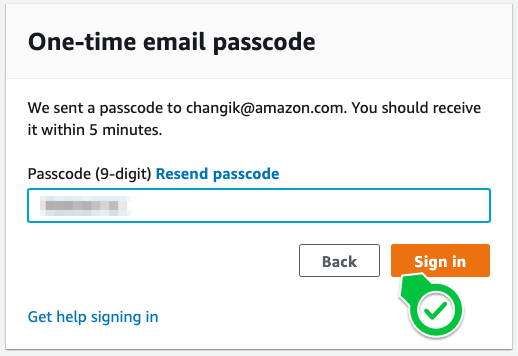 One-time email passcode
We sent a passcode to changik@amazon.com. You should receive
it within 5 minutes.
Passcode (9-digit) Resend passcode
Back
Sign in
Get help signing in